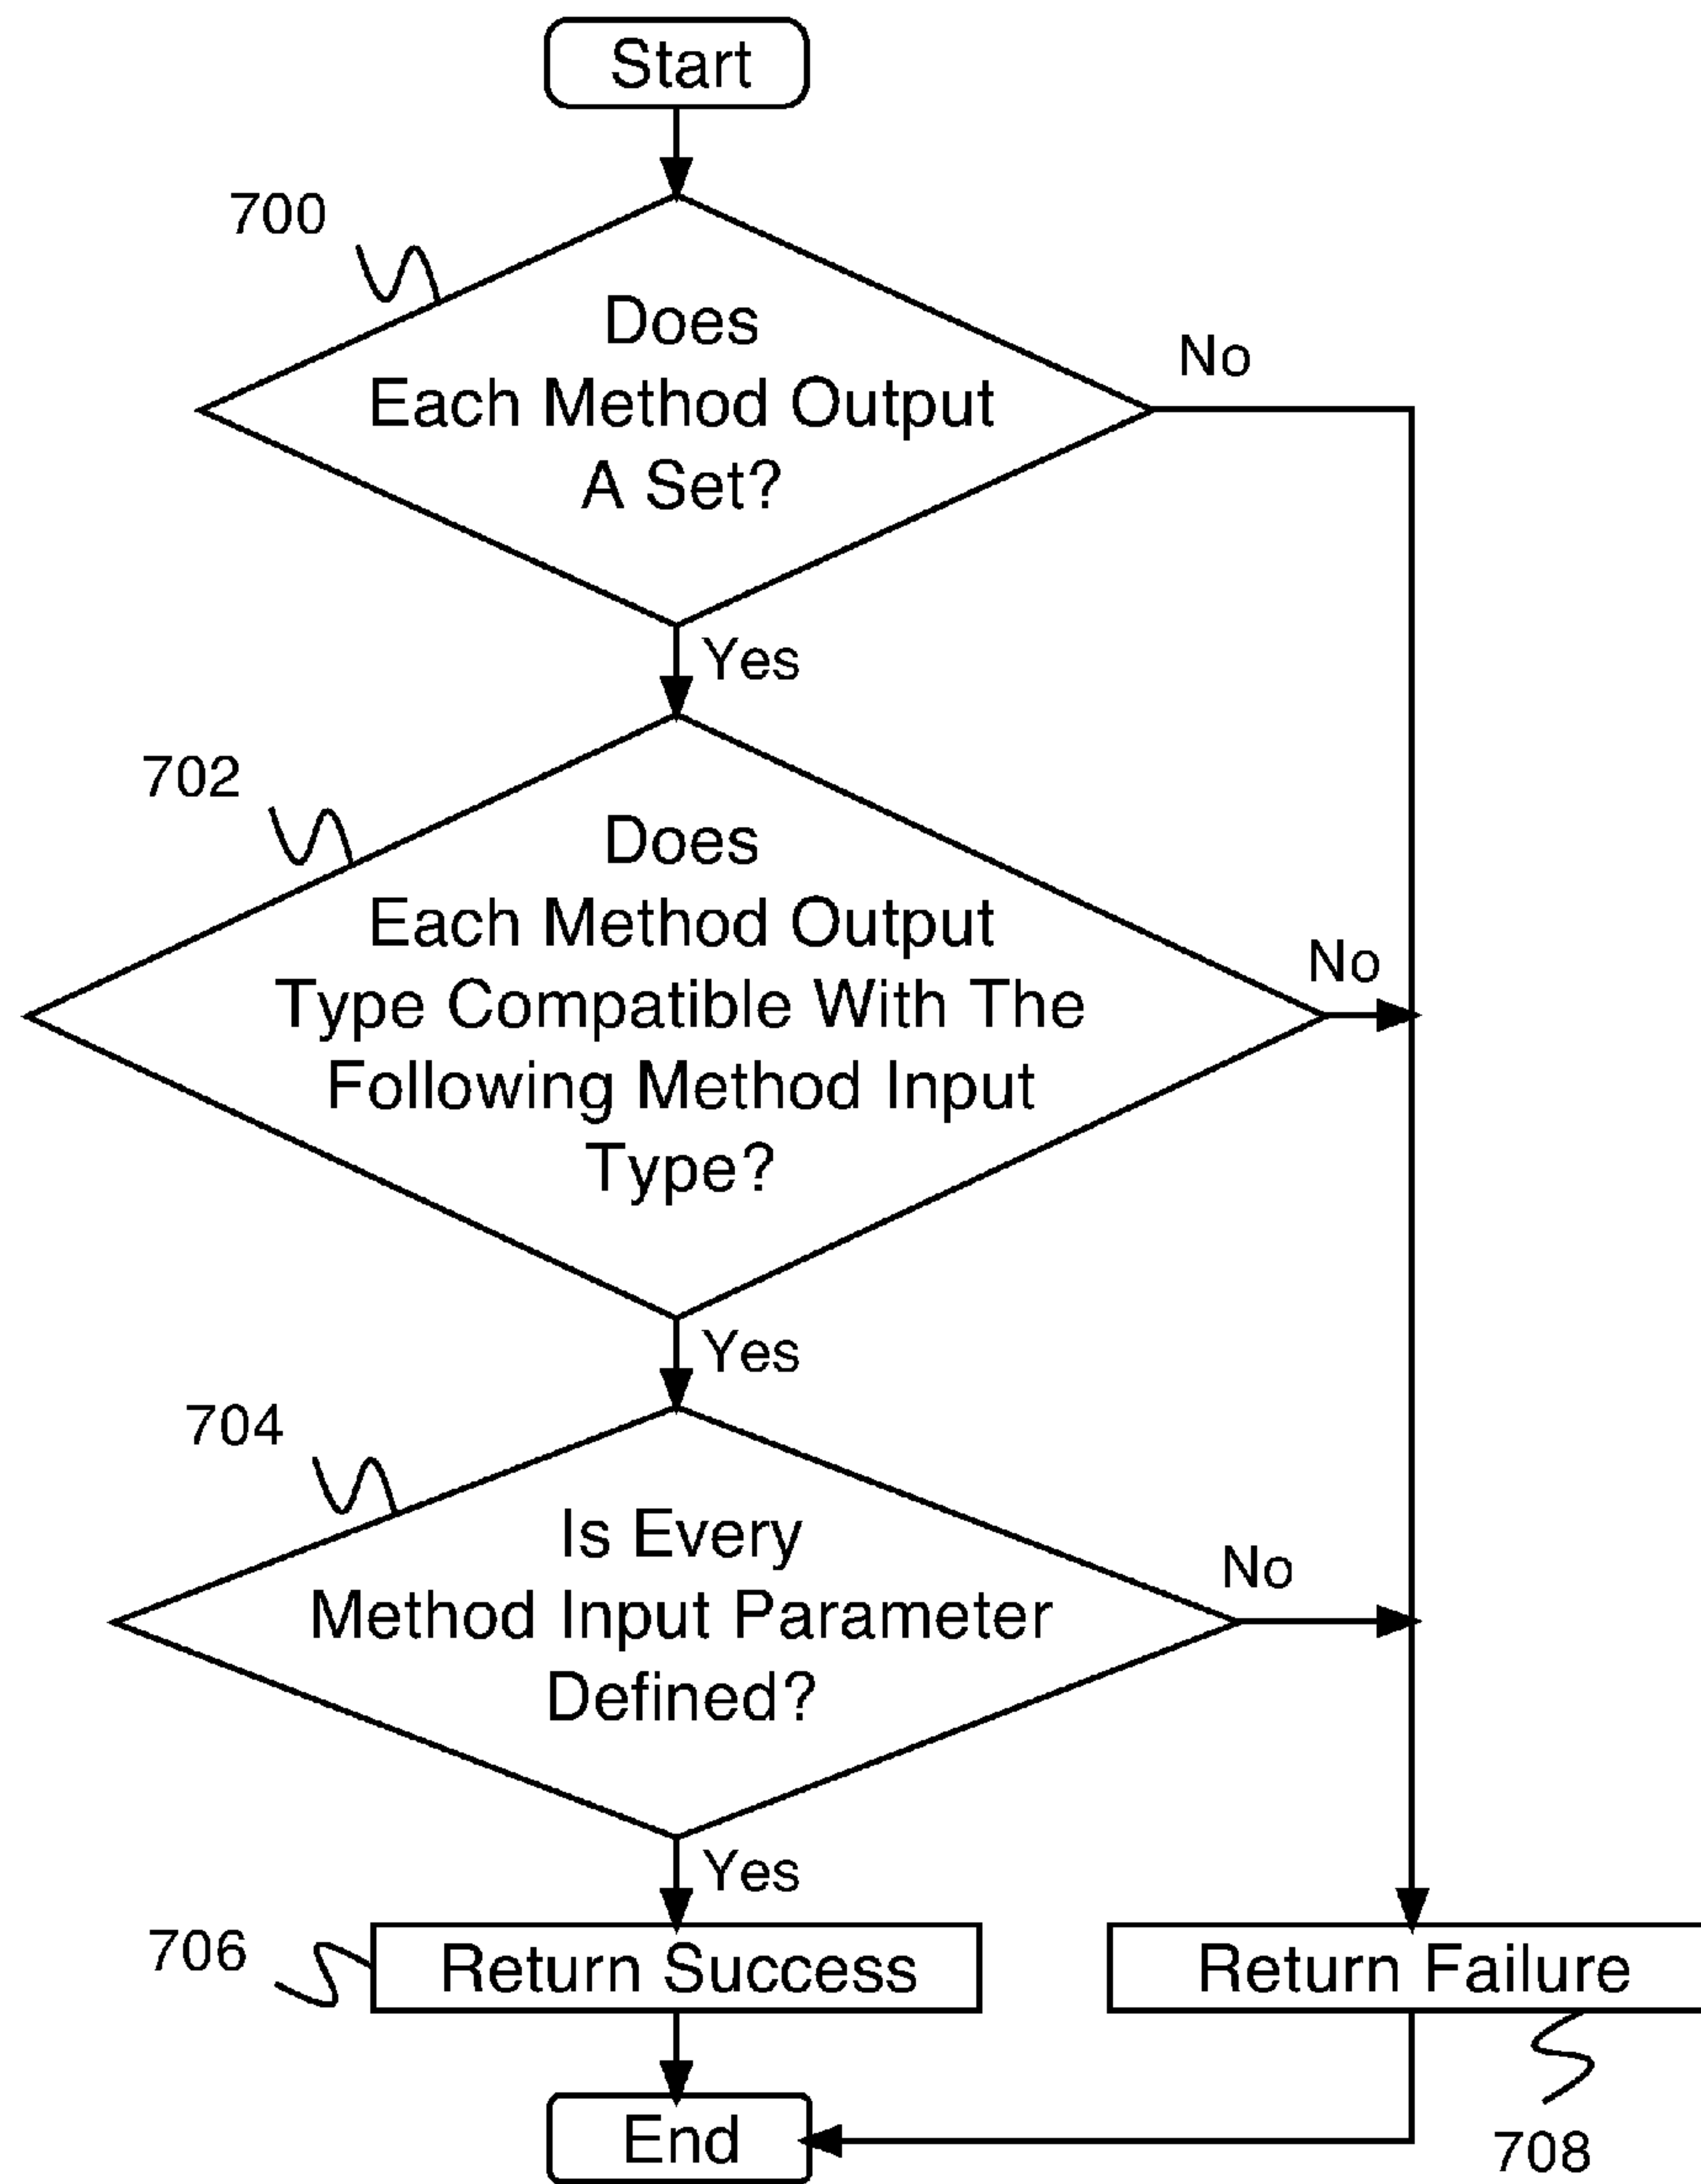 Start
700
Does
Each Method Output
A Set?
No
Yes
702
Does
Each Method Output
Type Compatible With The
Following Method Input
Type?
No
Yes
704
Is Every
Method Input Parameter
Defined?
No
Yes
706
Return Success
Return Failure
End
708